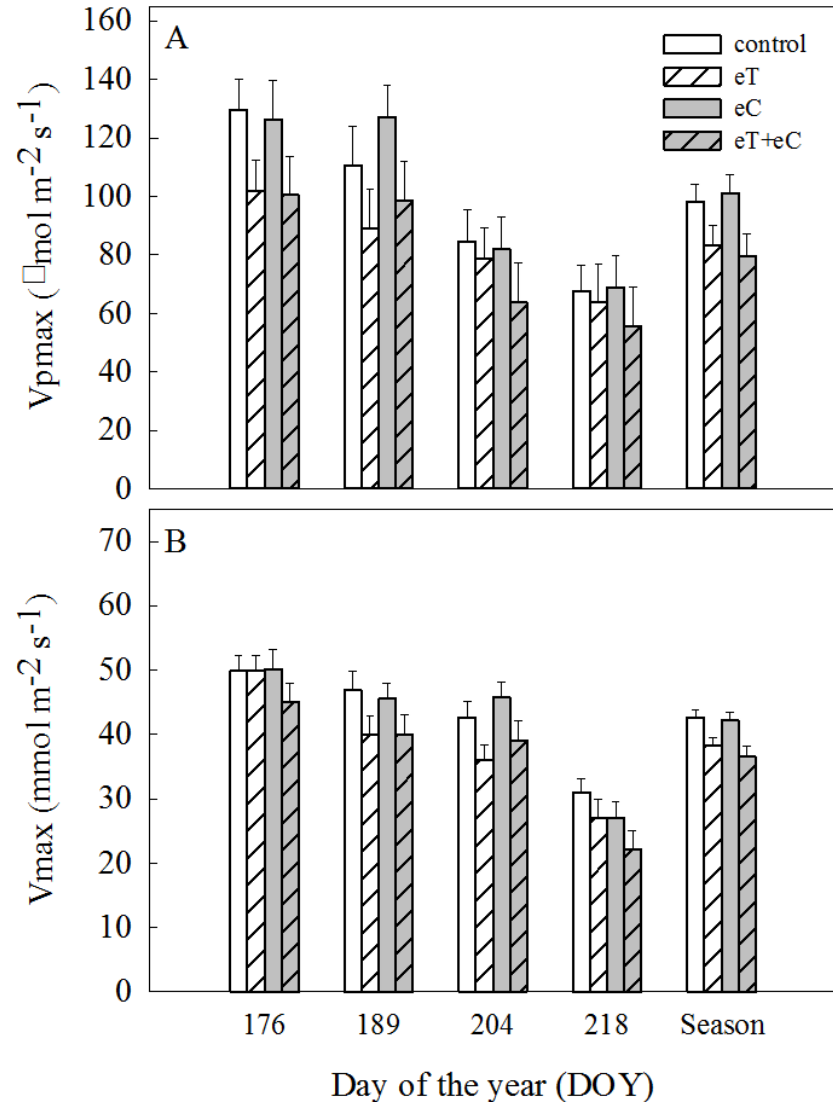 A
control
eT
eC
eT+eC
160
140
120
100
80
60
40
20
0
Vpmax (□mol m-2 s-1)
B
70
60
50
40
30
20
10
0
Vmax (mmol m-2 s-1)
176 189 204 218 Season
Day of the year (DOY)